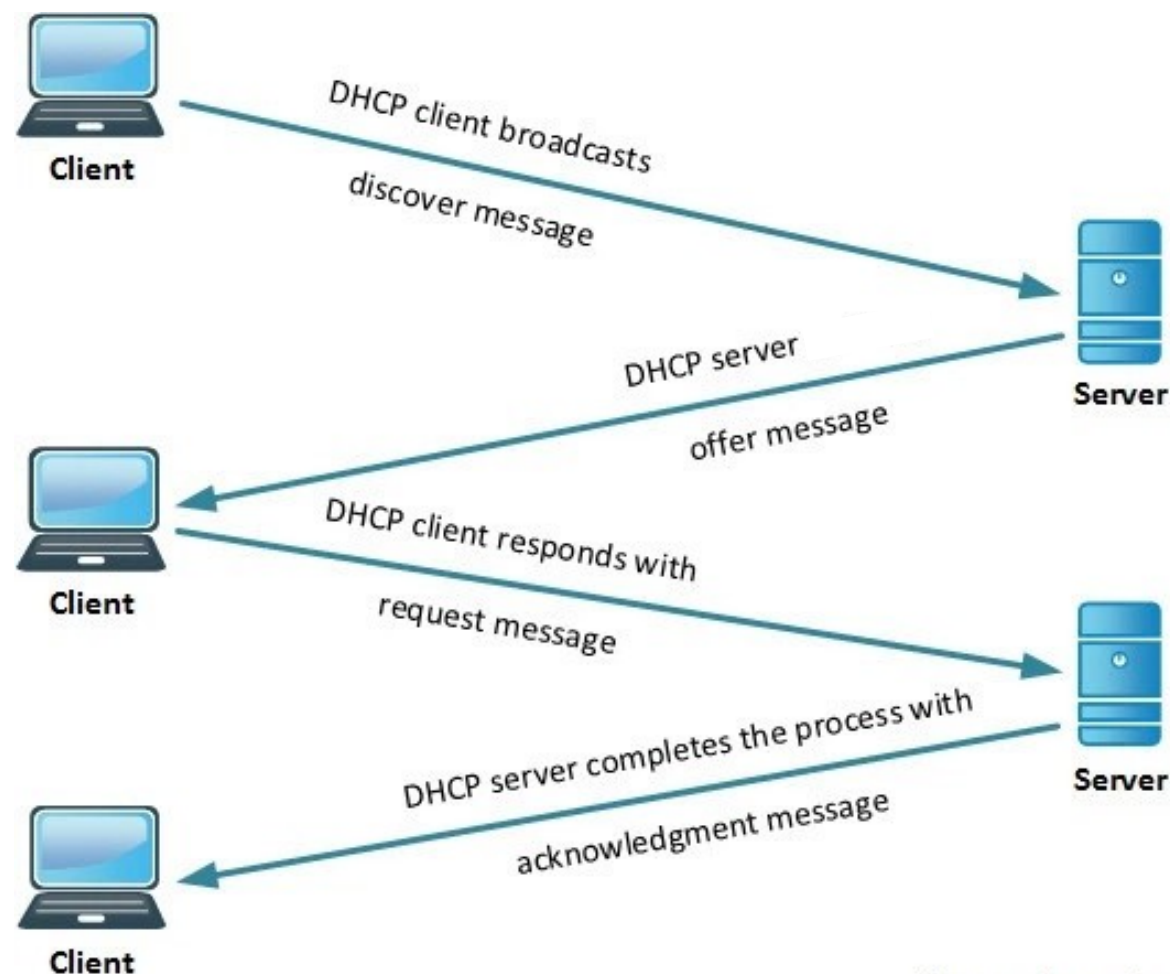 Client
DHCP client broadcasts
discover message
Server
DHCP server
offer message
Client
DHCP client responds with
request message
Server
DHCP server completes the process with
acknowledgment message
Client